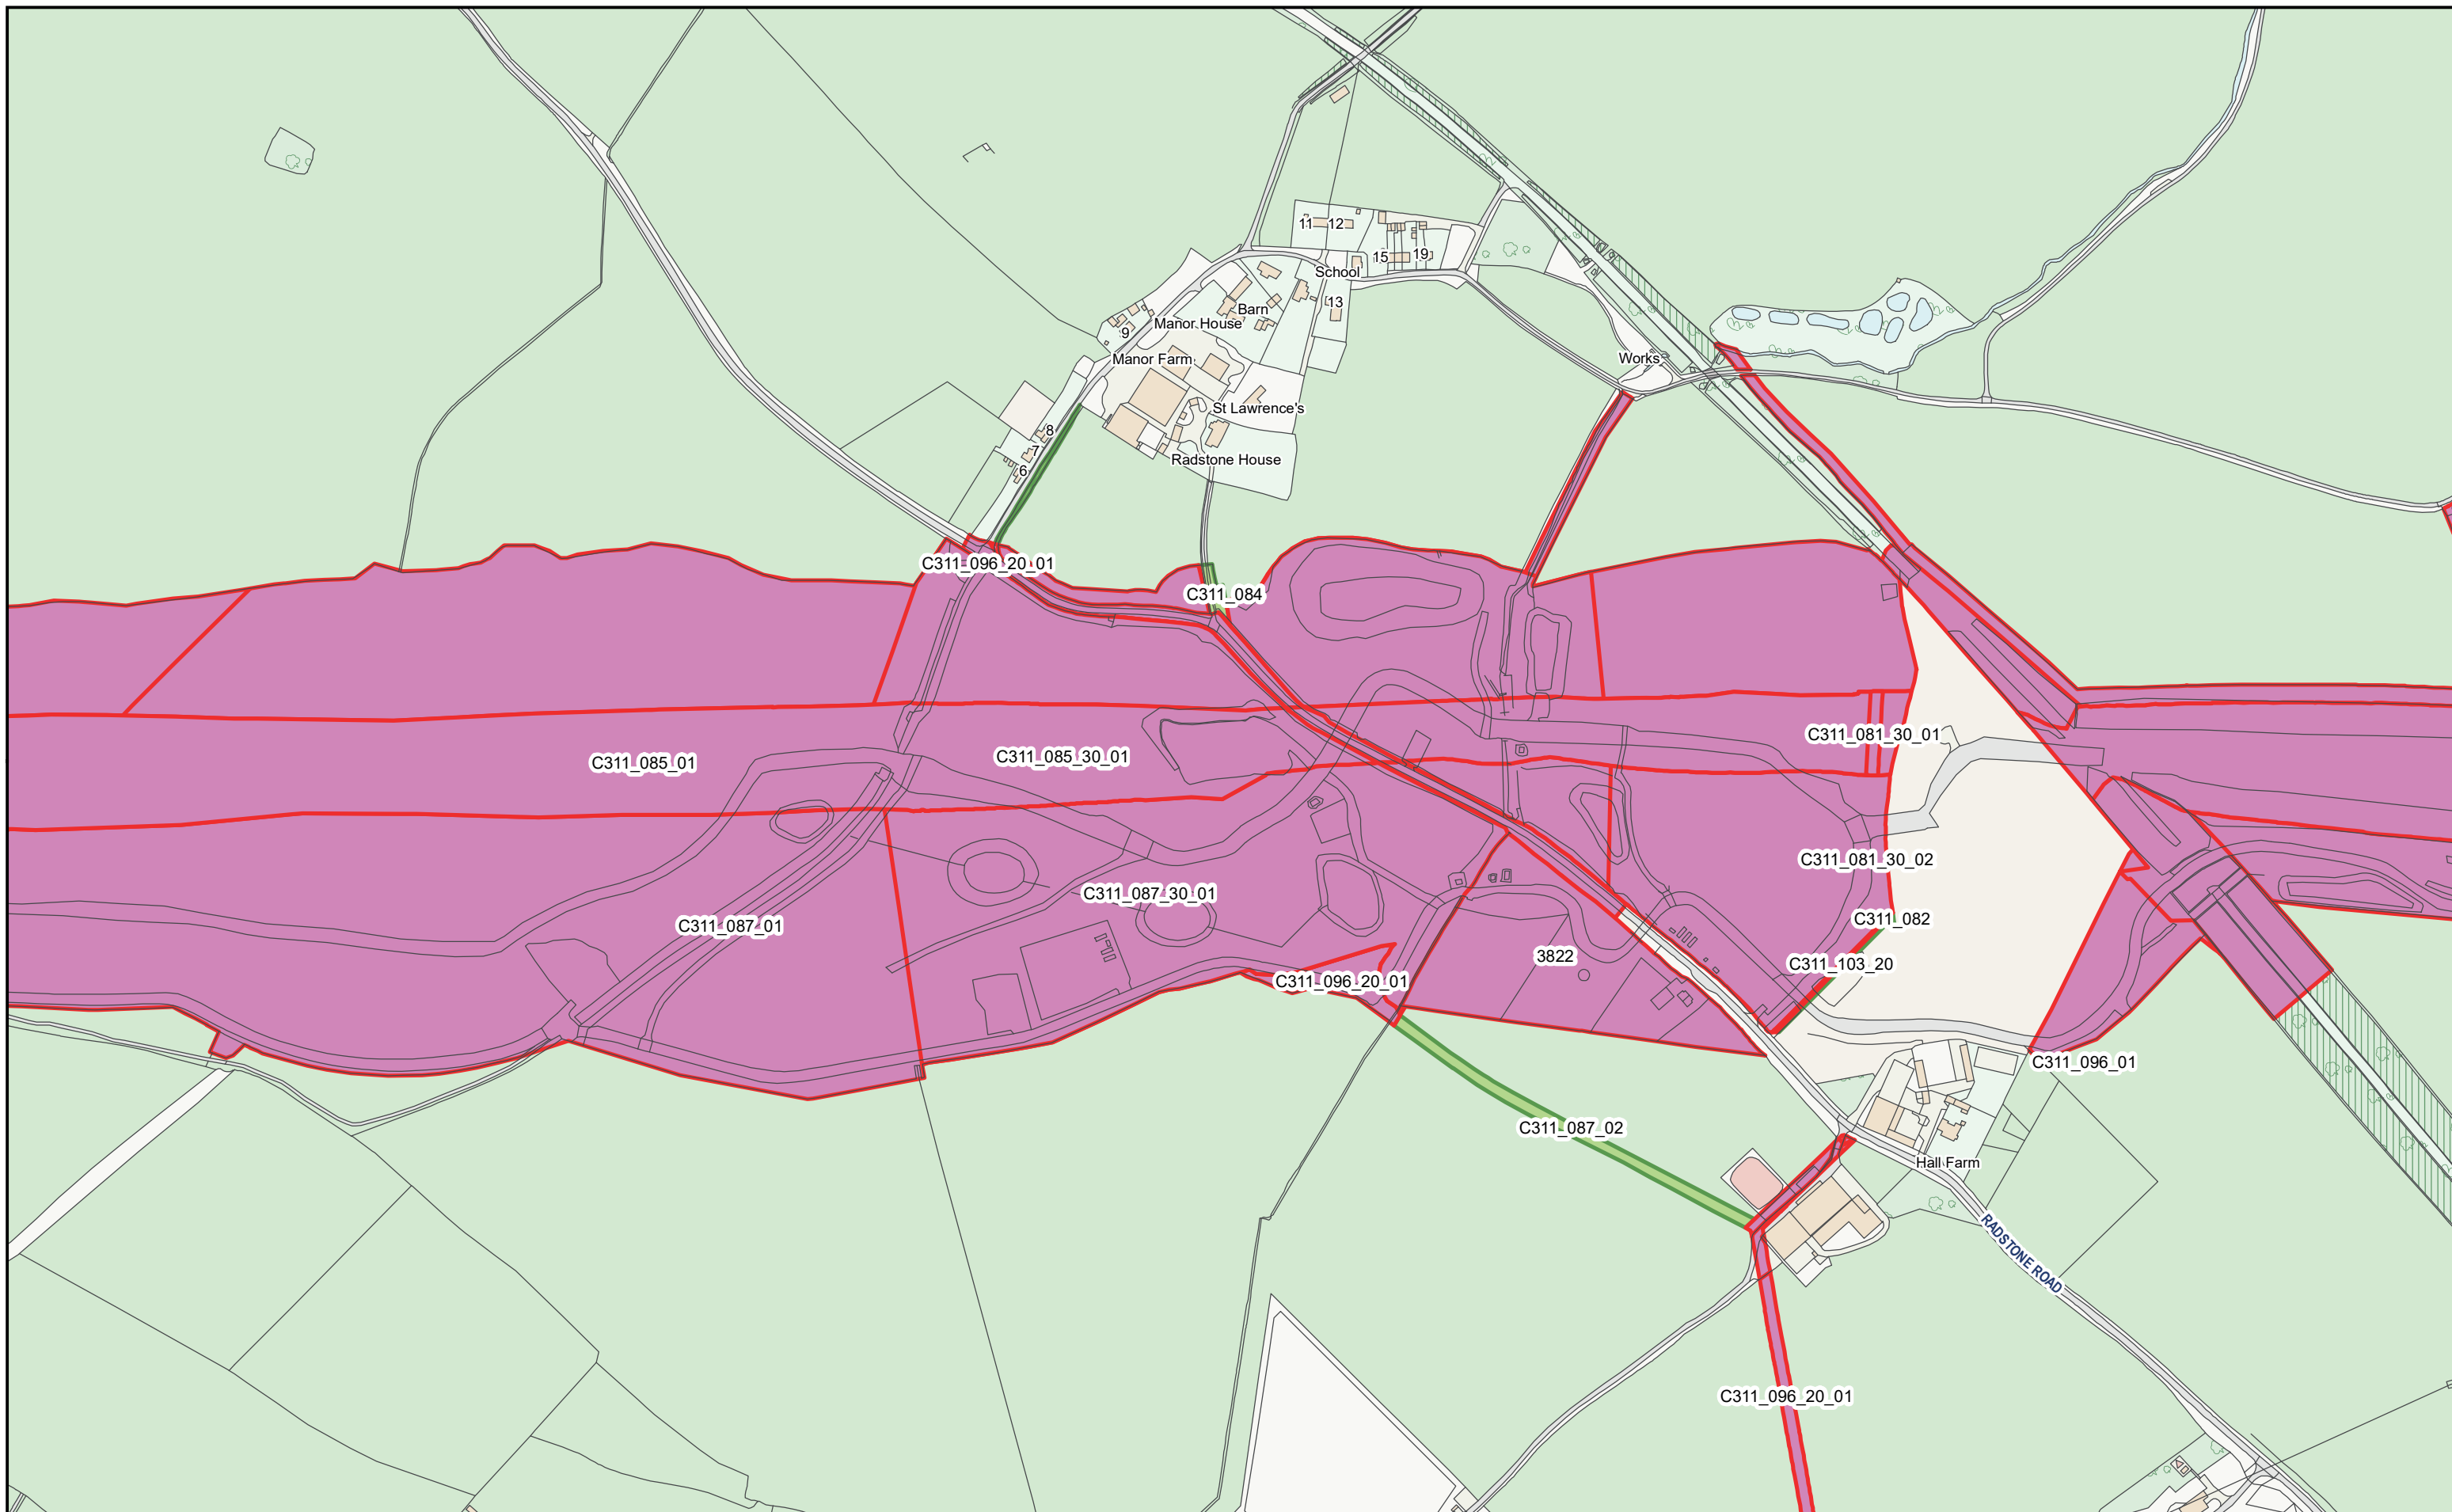 11
12
15
19
School
13
Barn
Manor House
9
Manor Farm
Works
St Lawrence's
8
7
Radstone House
6
C311_096_20_01
C311_084
C311_081_30_01
C311_085_30_01
C311_085_01
C311_081_30_02
C311_087_30_01
C311_082
C311_087_01
3822
C311_103_20
C311_096_20_01
C311_096_01
C311_087_02
Hall Farm
RADSTONE ROAD
C311_096_20_01